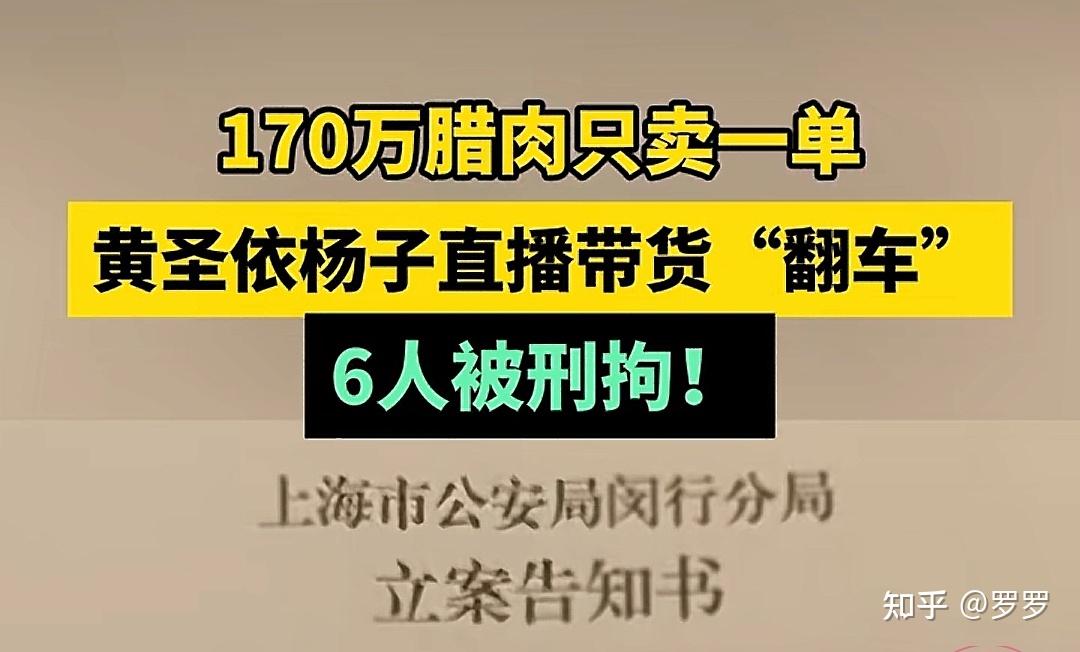 170万腊肉只卖一单
黄圣依杨子直播带货“翻车”
6人被刑拘！
上海市公安局闵行分局
立案告知书
知乎 @罗罗